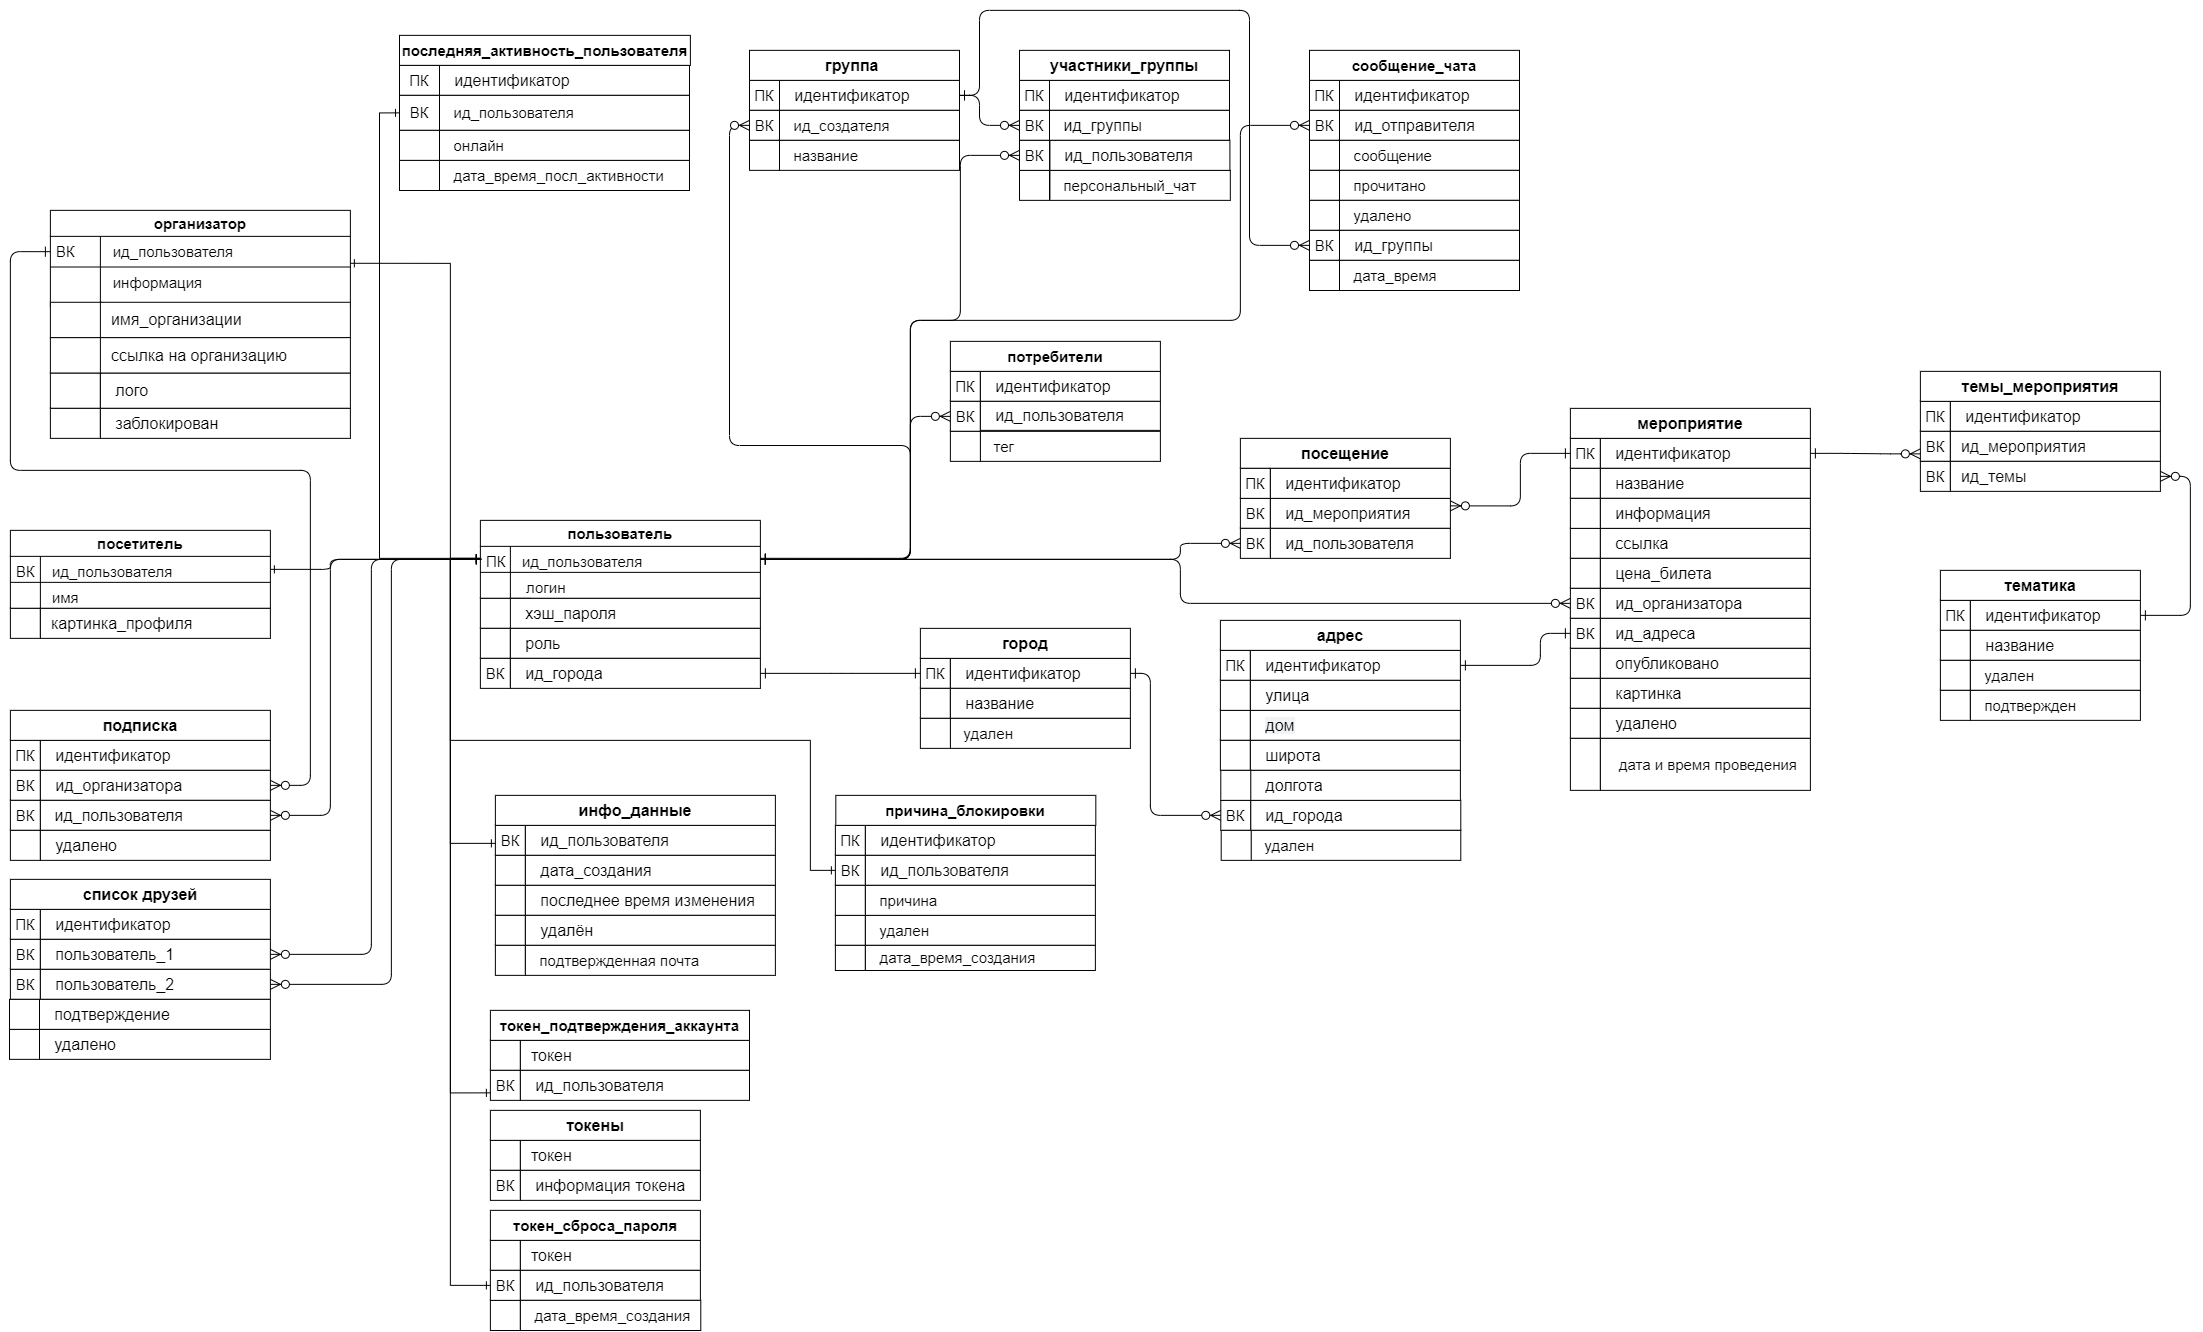 последняя_активность_пользователя
ПК идентификатор
ВК ид_пользователя
онлайн
дата_время_посл_активности
группа
ПК идентификатор
ВК ид_создателя
название
участники_группы
ПК идентификатор
ВК ид_группы
ВК ид_пользователя
персональный_чат
сообщение_чата
ПК идентификатор
ВК ид_отправителя
сообщение
прочитано
удалено
ВК ид_группы
дата_время
организатор
ВК ид_пользователя
информация
имя_организации
ссылка на организацию
лого
заблокирован
потребители
ПК идентификатор
ВК ид_пользователя
тег
посещение
ПК идентификатор
ВК ид_мероприятия
ВК ид_пользователя
мероприятие
ПК идентификатор
название
информация
ссылка
цена_билета
ВК ид_организатора
ВК ид_адреса
опубликовано
картинка
удалено
дата и время проведения
темы_мероприятия
ПК идентификатор
ВК ид_мероприятия
ВК ид_темы
тематика
ПК идентификатор
название
удален
подтвержден
посетитель
ВК ид_пользователя
имя
картинка_профиля
пользователь
ПК ид_пользователя
логин
хэш_пароля
роль
ВК ид_города
город
ПК идентификатор
название
удален
адрес
ПК идентификатор
улица
дом
широта
долгота
ВК ид_города
удален
подписка
ПК идентификатор
ВК ид_организатора
ВК ид_пользователя
удалено
список друзей
ПК идентификатор
ВК пользователь_1
ВК пользователь_2
подтверждение
удалено
инфо_данные
ВК ид_пользователя
дата_создания
последнее время изменения
удалён
подтвержденная почта
причина_блокировки
ПК идентификатор
ВК ид_пользователя
причина
удален
дата_время_создания
токен_подтверждения_аккаунта
токен
ВК ид_пользователя
токены
токен
ВК информация токена
токен_сброса_пароля
токен
ВК ид_пользователя
дата_время_создания